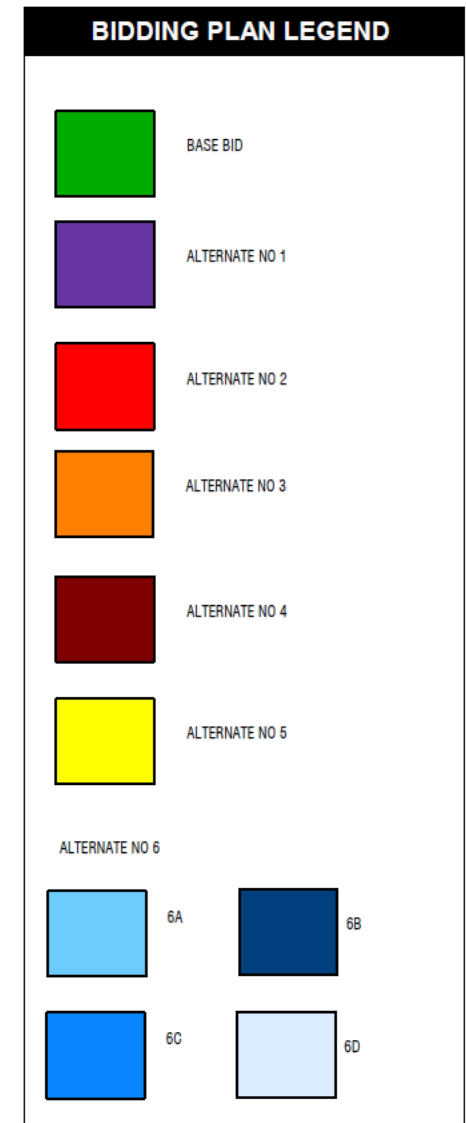 BIDDING PLAN LEGEND
BASE BID
ALTERNATE NO 1
ALTERNATE NO 2
ALTERNATE NO 3
ALTERNATE NO 4
ALTERNATE NO 5
ALTERNATE NO 6
6A
6B
6C
6D